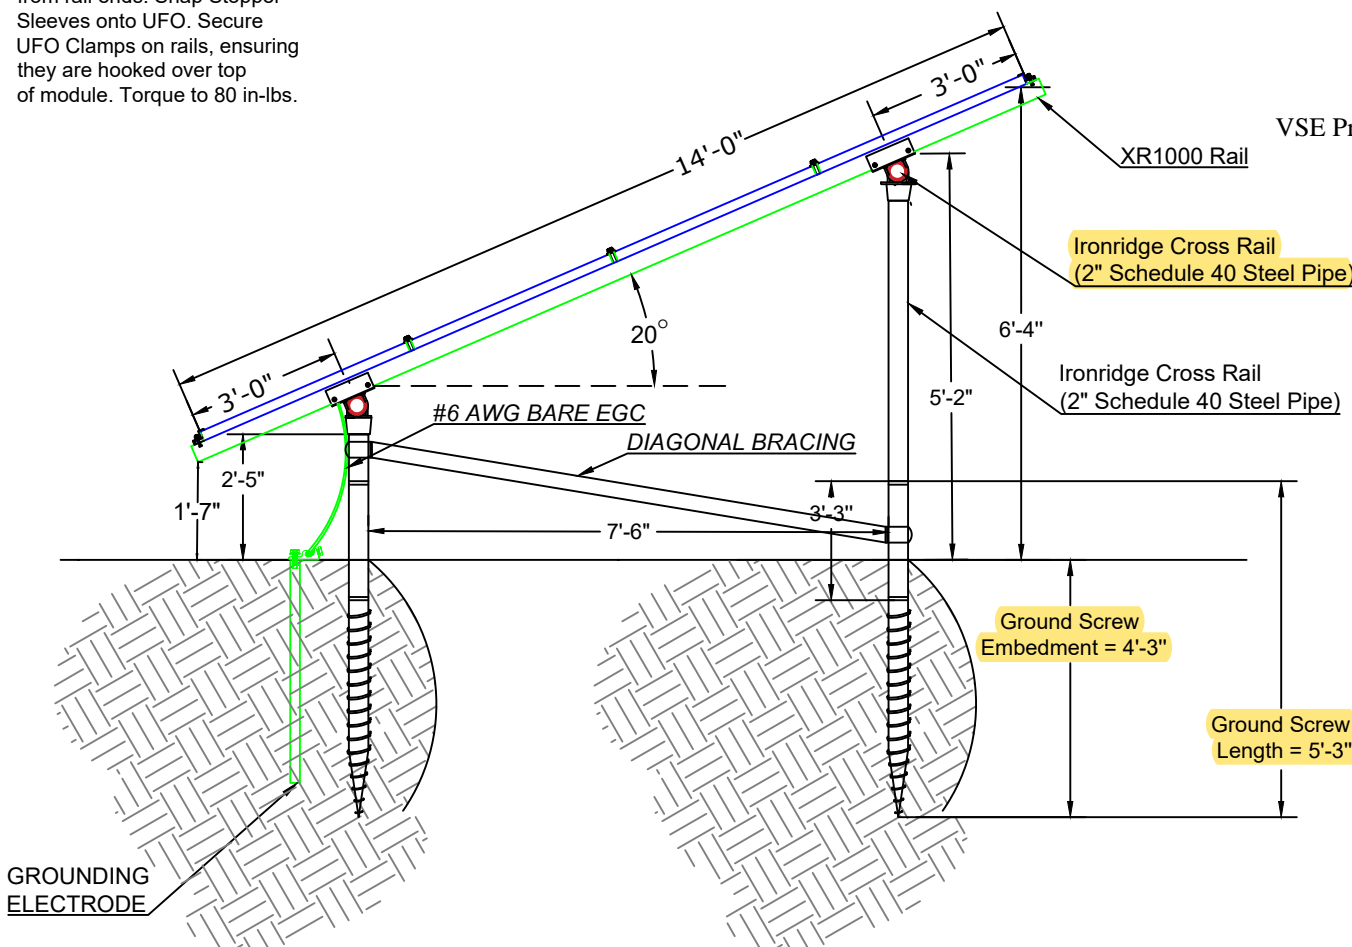 Sleeves onto UFO. Secure
UFO Clamps on rails, ensuring
they are hooked over top
of module. Torque to 80 in-lbs.
3'-0"
14'-0"
VSE
XR1000 Rail
Ironridge Cross Rail
(2" Schedule 40 Steel Pipe)
20°
6'-4"
3'-0"
5'-2"
Ironridge Cross Rail
(2" Schedule 40 Steel Pipe)
#6 AWG BARE EGC
DIAGONAL BRACING
2'-5"
1'-7"
3'-3"
7'-6"
Ground Screw
Embedment = 4'-3"
Ground Screw
Length = 5'-3"
GROUNDING
ELECTRODE